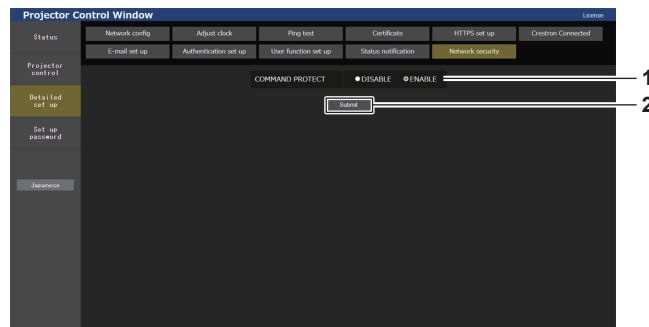 Projector Control Window
License
Status
Network config
Adjust clock
Ping test
Certificate
HTTPS set up
Crestron Connected
E-mail set up
Authentication set up
User function set up
Status notification
Network security
Projector
control
Detailed
set up
Set up
password
Japanese
COMMAND PROTECT
DISABLE
ENABLE
1
Submit
2